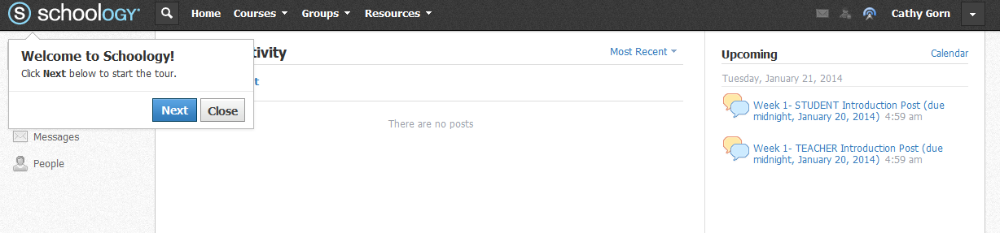 S schoology®
Home Courses Groups Resources
Cathy Gorn
Welcome to Schoology!
Click Next below to start the tour.
Next Close
Messages
People
tivity
Most Recent
t
There are no posts
Upcoming
Calendar
Tuesday, January 21, 2014
Week 1- STUDENT Introduction Post (due
midnight, January 20, 2014) 4:59 am
Week 1- TEACHER Introduction Post (due
midnight, January 20, 2014) 4:59 am